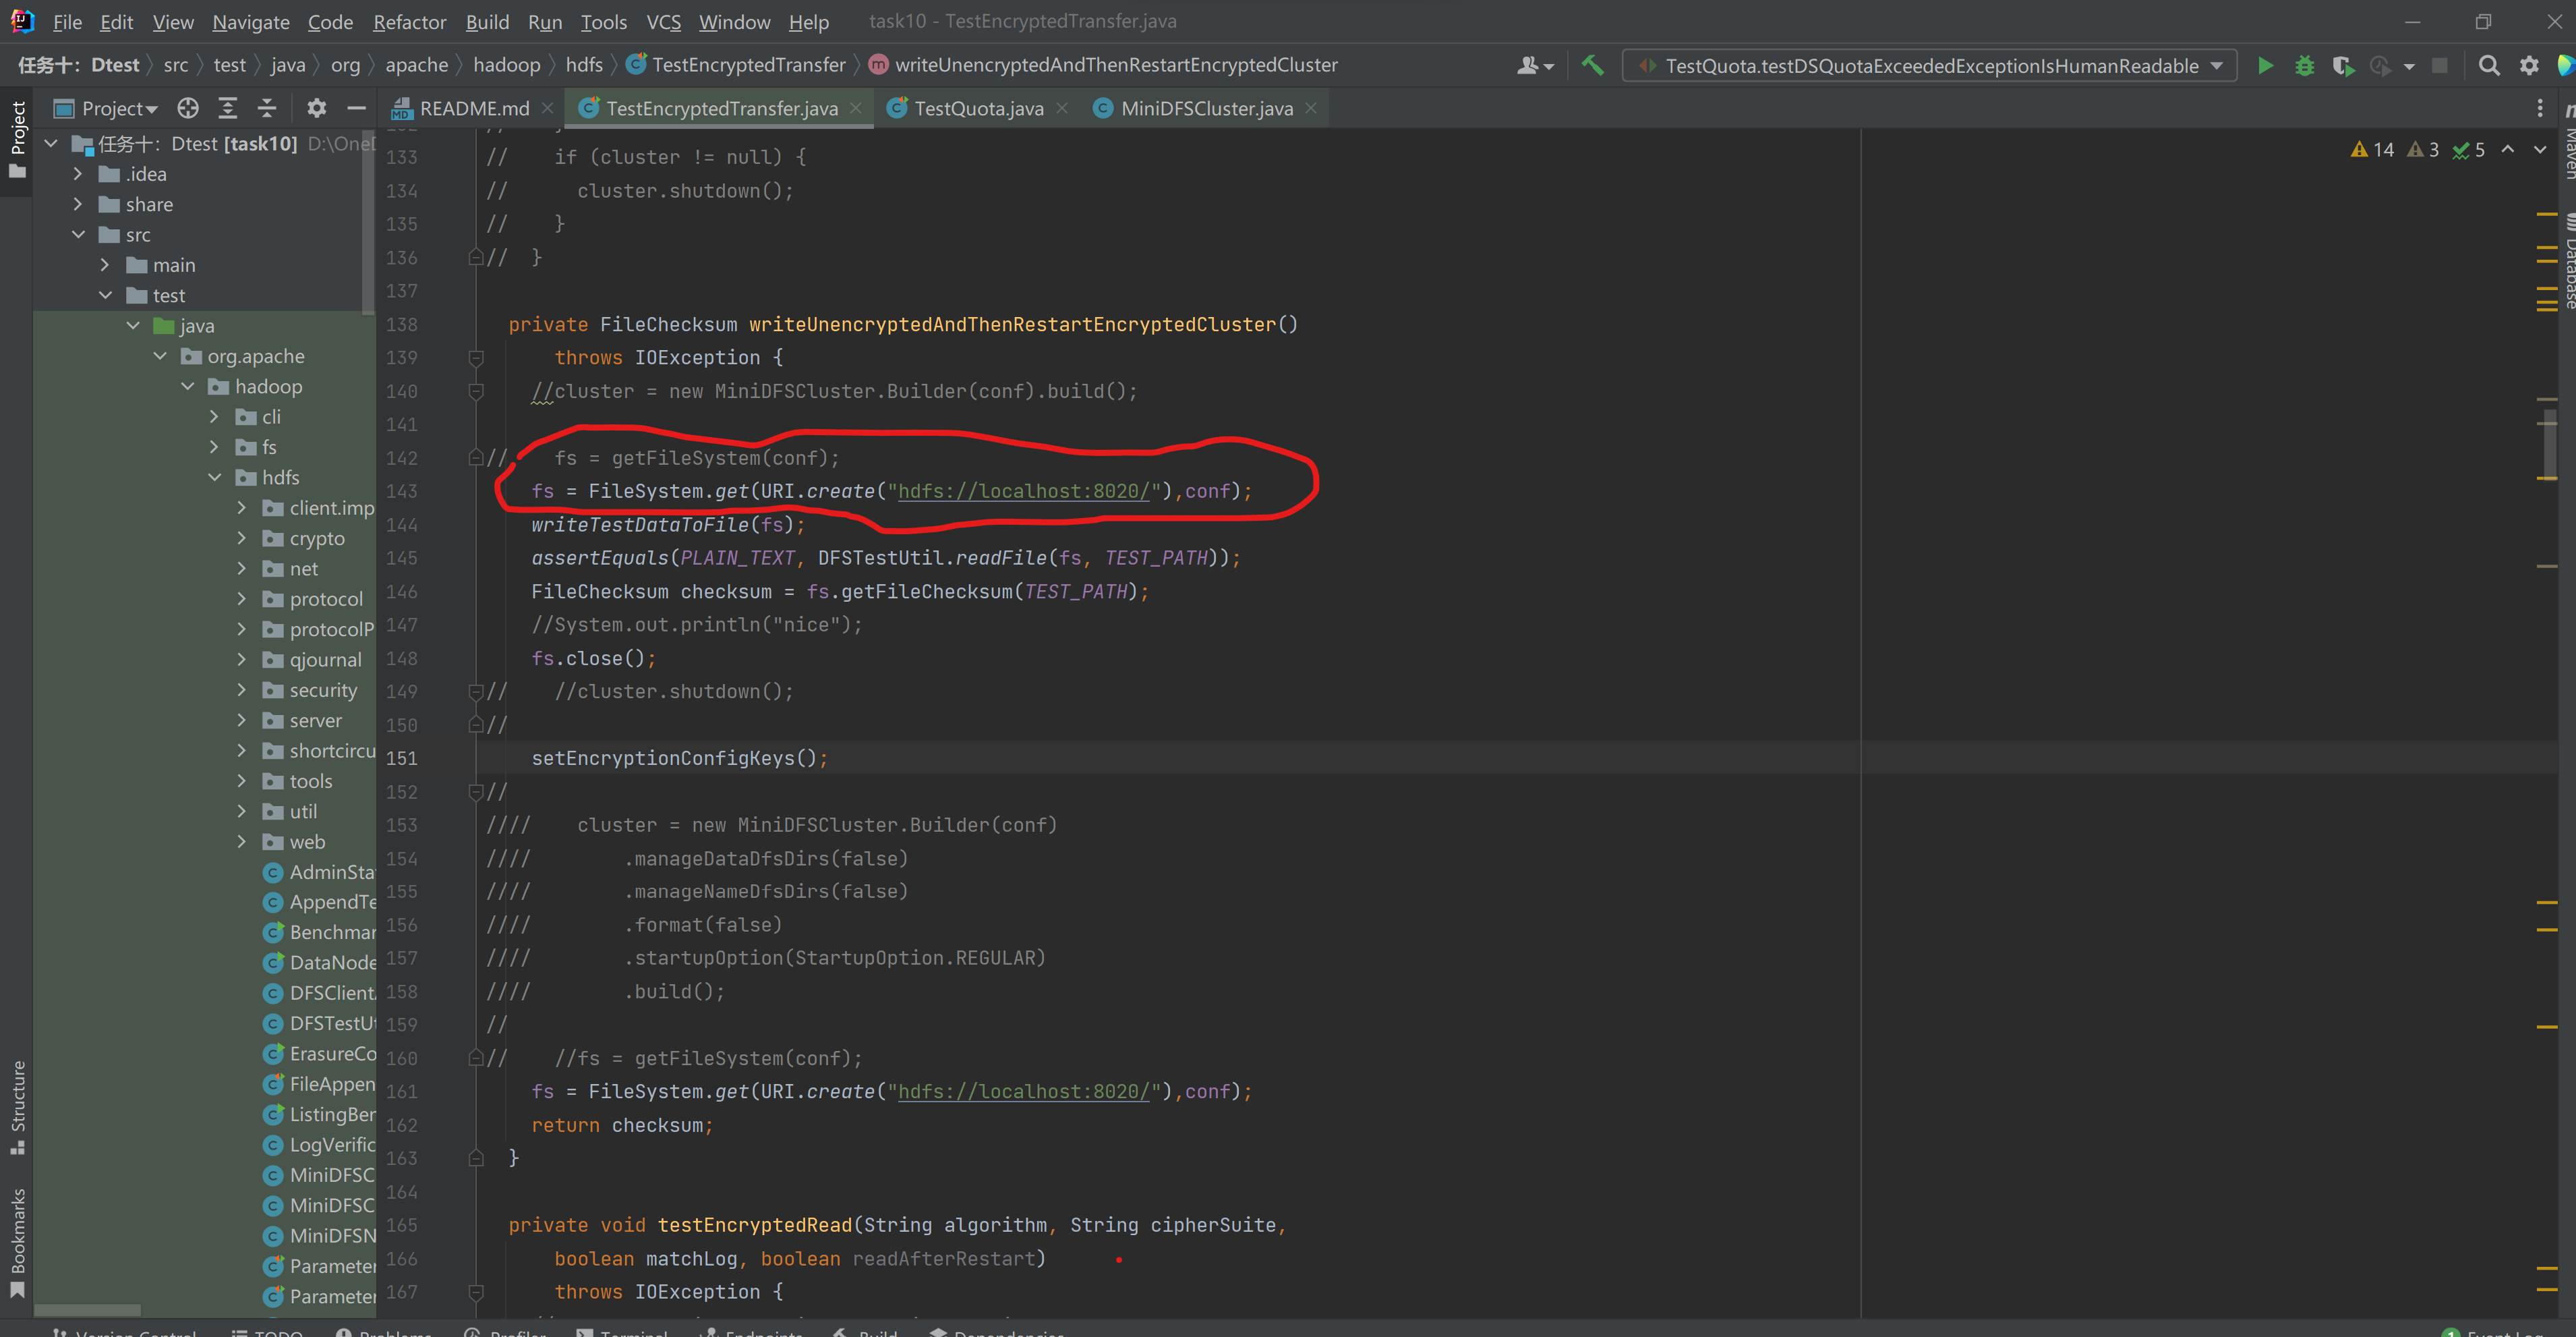 File Edit View Navigate Code Refactor Build Run Tools VCS Window Help task10 - TestEncryptedTransfer.java
任务十：Dtest src test java org apache hadoop hdfs TestEncryptedTransfer writeUnencryptedAndThenRestartEncryptedCluster TestQuota.testDSQuotaExceededExceptionIsHumanReadable
Project README.md TestEncryptedTransfer.java TestQuota.java MiniDFSCluster.java
Project
Structure
Bookmarks
Maven
Database
任务十：Dtest [task10] D:\OneD
.idea
share
src
main
test
java
org.apache
hadoop
cli
fs
hdfs
client.imp
crypto
net
protocol
protocolP
qjournal
security
server
shortcircu
tools
util
web
AdminSta
AppendTe
Benchmar
DataNode
DFSClient
DFSTestUt
ErasureCo
FileAppen
ListingBer
LogVerific
MiniDFSC
MiniDFSC
MiniDFSN
Parameter
Parameter
14 3 5
133 // if (cluster != null) {
134 // cluster.shutdown();
135 // }
136 // }
137
138 private FileChecksum writeUnencryptedAndThenRestartEncryptedCluster()
139 throws IOException {
140 //cluster = new MiniDFSCluster.Builder(conf).build();
141
142 // fs = getFileSystem(conf);
143 fs = FileSystem.get(URI.create("hdfs://localhost:8020/"),conf);
144 writeTestDataToFile(fs);
145 assertEquals(PLAIN_TEXT, DFSTestUtil.readFile(fs, TEST_PATH));
146 FileChecksum checksum = fs.getFileChecksum(TEST_PATH);
147 //System.out.println("nice");
148 fs.close();
149 // //cluster.shutdown();
150 //
151 setEncryptionConfigKeys();
152 //
153 //// cluster = new MiniDFSCluster.Builder(conf)
154 //// .manageDataDfsDirs(false)
155 //// .manageNameDfsDirs(false)
156 //// .format(false)
157 //// .startupOption(StartupOption.REGULAR)
158 //// .build();
159 //
160 // //fs = getFileSystem(conf);
161 fs = FileSystem.get(URI.create("hdfs://localhost:8020/"),conf);
162 return checksum;
163 }
164
165 private void testEncryptedRead(String algorithm, String cipherSuite,
166 boolean matchLog, boolean readAfterRestart)
167 throws IOException {
Version Control TODO Problems Profiler Terminal Endpoints Build Dependencies Event Log